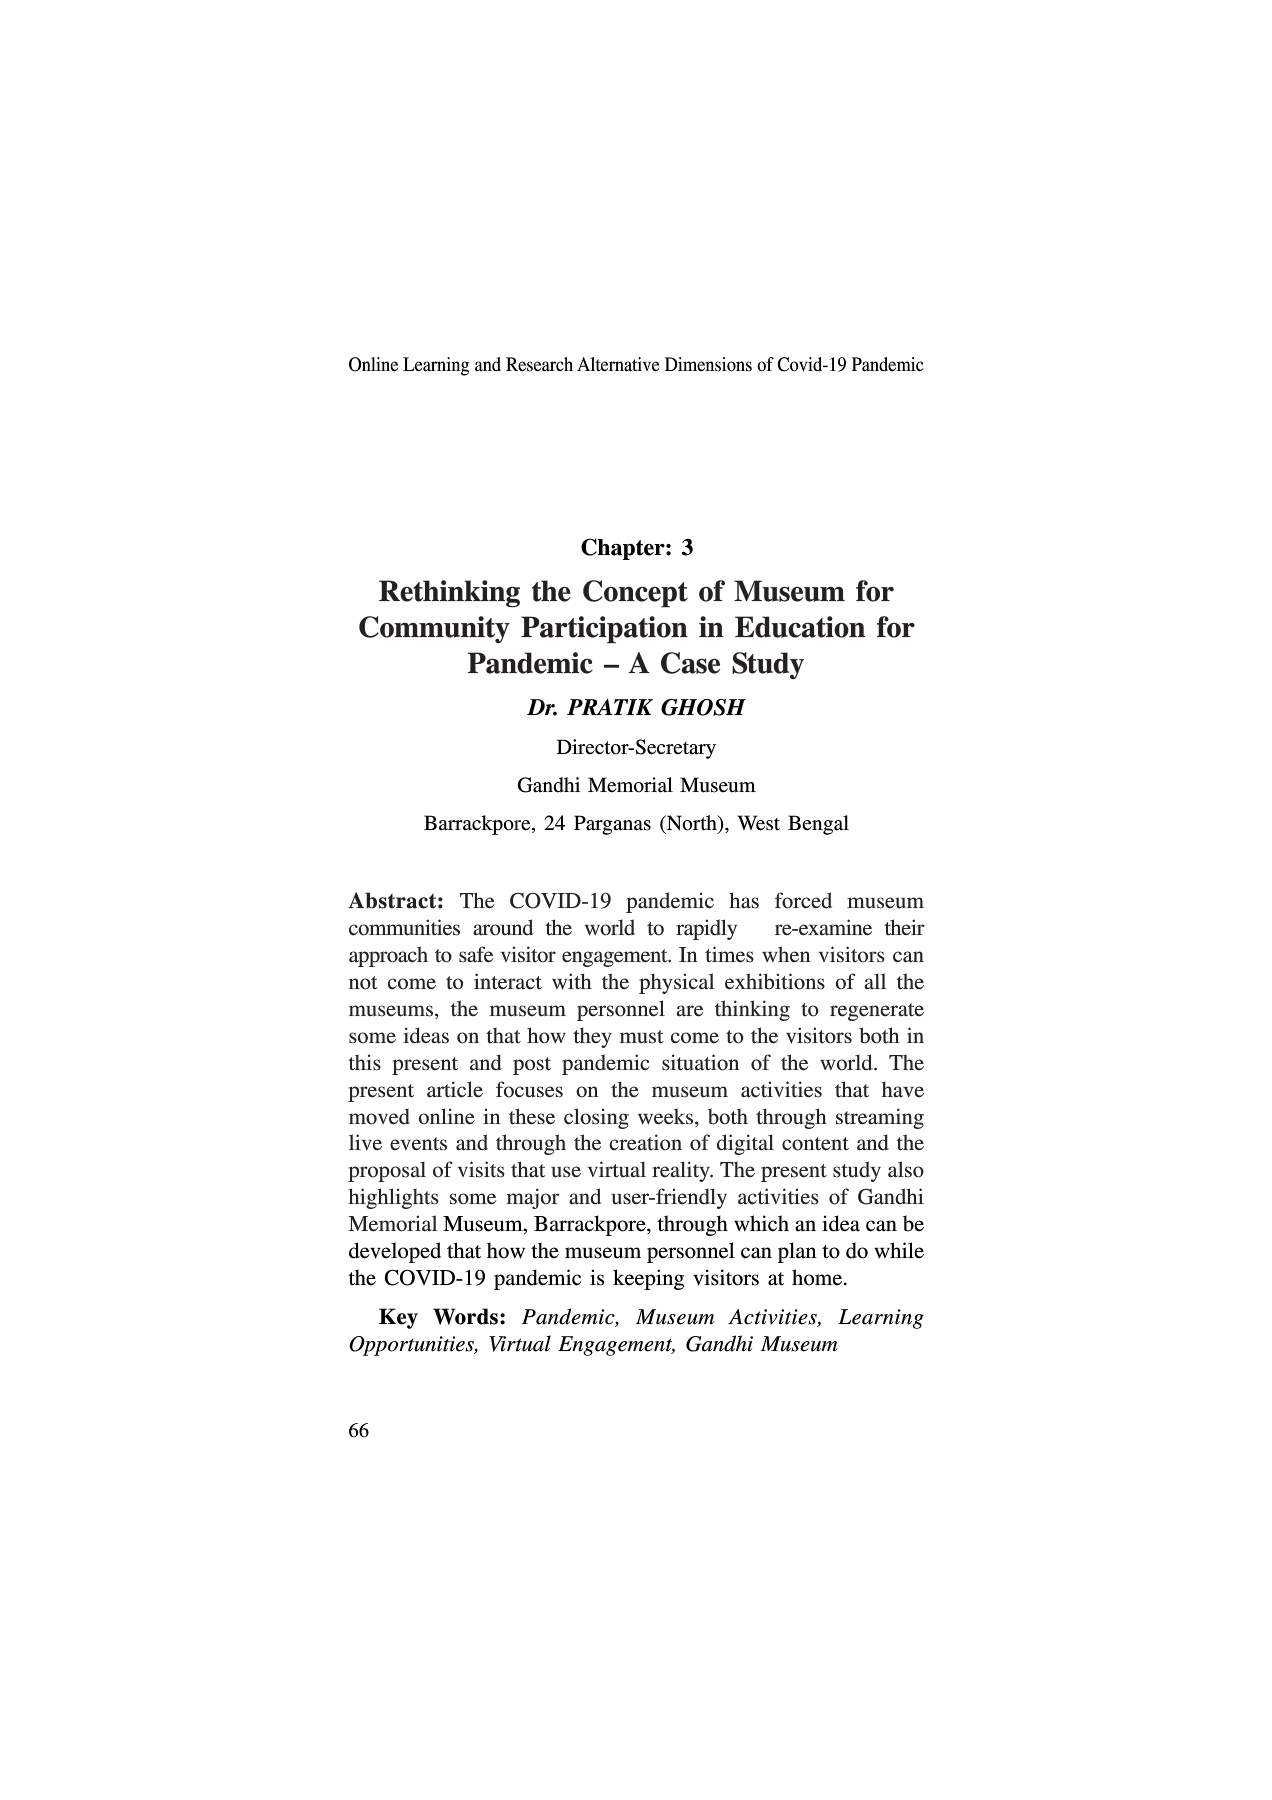 Online Learning and Research Alternative Dimensions of Covid-19 Pandemic
Chapter: 3
Rethinking the Concept of Museum for
Community Participation in Education for
Pandemic – A Case Study
Dr. PRATIK GHOSH
Director-Secretary
Gandhi Memorial Museum
Barrackpore, 24 Parganas (North), West Bengal
Abstract: The COVID-19 pandemic has forced museum
communities around the world to rapidly re-examine their
approach to safe visitor engagement. In times when visitors can
not come to interact with the physical exhibitions of all the
museums, the museum personnel are thinking to regenerate
some ideas on that how they must come to the visitors both in
this present and post pandemic situation of the world. The
present article focuses on the museum activities that have
moved online in these closing weeks, both through streaming
live events and through the creation of digital content and the
proposal of visits that use virtual reality. The present study also
highlights some major and user-friendly activities of Gandhi
Memorial Museum, Barrackpore, through which an idea can be
developed that how the museum personnel can plan to do while
the COVID-19 pandemic is keeping visitors at home.
Key Words: Pandemic, Museum Activities, Learning
Opportunities, Virtual Engagement, Gandhi Museum
66